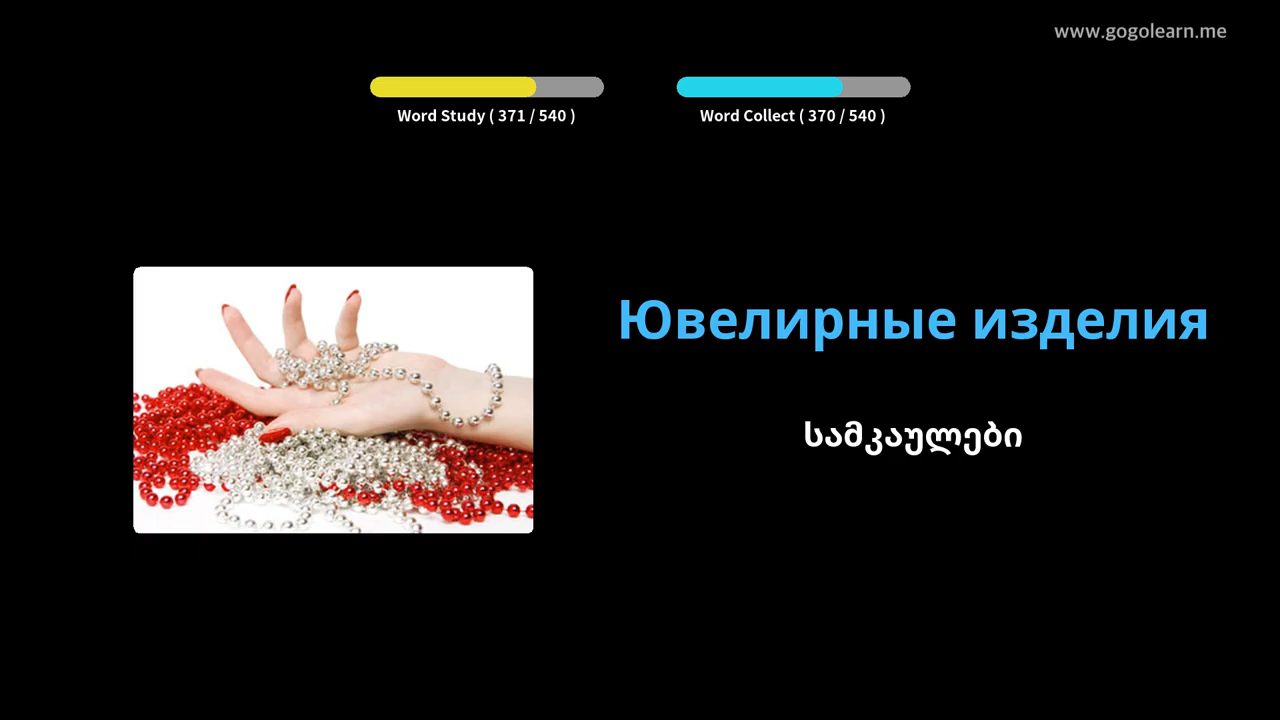 www.gogolearn.me
Word Study ( 371 / 540 )
Word Collect ( 370 / 540 )
Ювелирные изделия
სამკაულები